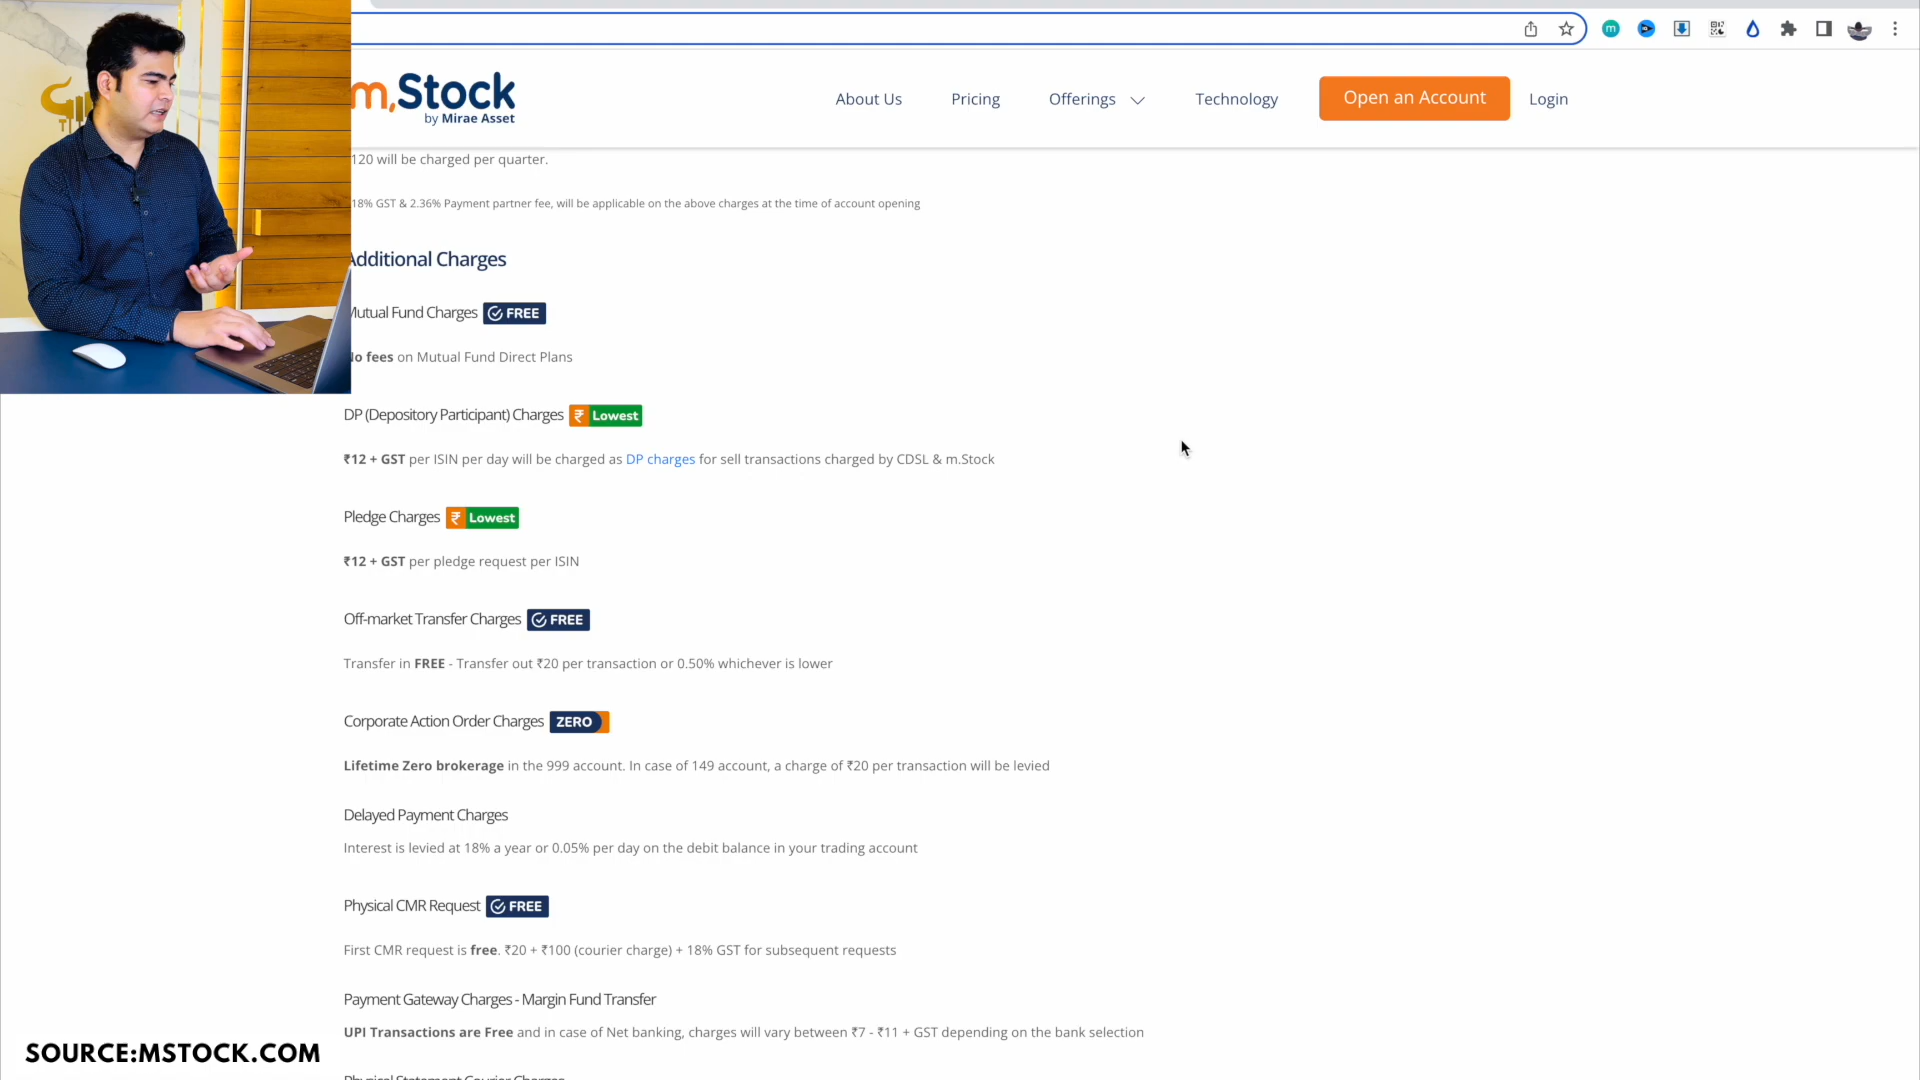 m.Stock
by Mirae Asset
About Us
Pricing
Offerings
Technology
Open an Account
Login
120 will be charged per quarter.
18% GST & 2.36% Payment partner fee, will be applicable on the above charges at the time of account opening
Additional Charges
Mutual Fund Charges FREE
No fees on Mutual Fund Direct Plans
DP (Depository Participant) Charges ₹ Lowest
₹12 + GST per ISIN per day will be charged as DP charges for sell transactions charged by CDSL & m.Stock
Pledge Charges ₹ Lowest
₹12 + GST per pledge request per ISIN
Off-market Transfer Charges FREE
Transfer in FREE - Transfer out ₹20 per transaction or 0.50% whichever is lower
Corporate Action Order Charges ZERO
Lifetime Zero brokerage in the 999 account. In case of 149 account, a charge of ₹20 per transaction will be levied
Delayed Payment Charges
Interest is levied at 18% a year or 0.05% per day on the debit balance in your trading account
Physical CMR Request FREE
First CMR request is free. ₹20 + ₹100 (courier charge) + 18% GST for subsequent requests
Payment Gateway Charges - Margin Fund Transfer
UPI Transactions are Free and in case of Net banking, charges will vary between ₹7 - ₹11 + GST depending on the bank selection
Physical Statement Courier Charges
SOURCE:MSTOCK.COM